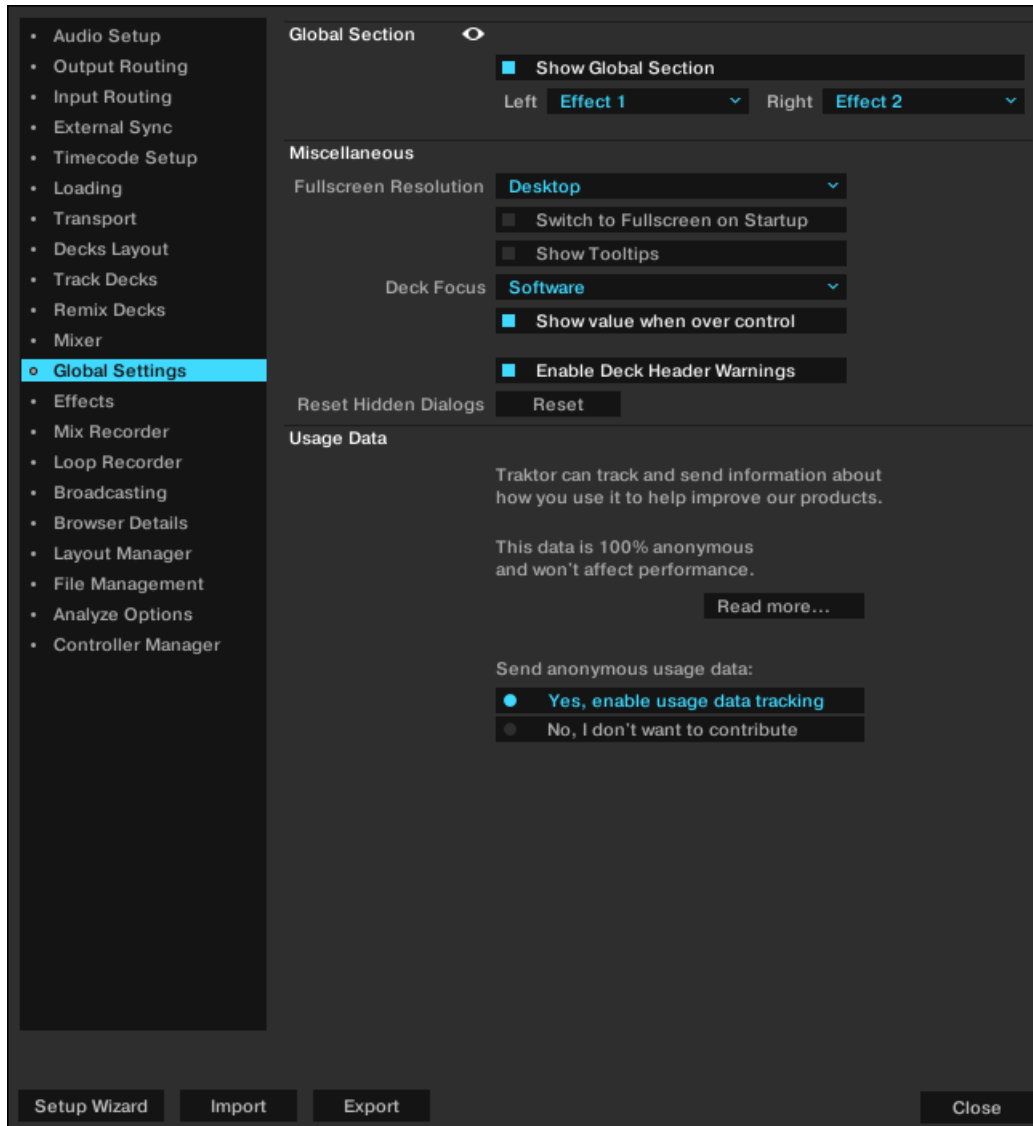 Audio Setup
Output Routing
Input Routing
External Sync
Timecode Setup
Loading
Transport
Decks Layout
Track Decks
Remix Decks
Mixer
Global Settings
Effects
Mix Recorder
Loop Recorder
Broadcasting
Browser Details
Layout Manager
File Management
Analyze Options
Controller Manager
Global Section
Show Global Section
Left Effect 1 Right Effect 2
Miscellaneous
Fullscreen Resolution Desktop
Switch to Fullscreen on Startup
Show Tooltips
Deck Focus Software
Show value when over control
Enable Deck Header Warnings
Reset Hidden Dialogs Reset
Usage Data
Traktor can track and send information about
how you use it to help improve our products.
This data is 100% anonymous
and won't affect performance.
Read more...
Send anonymous usage data:
Yes, enable usage data tracking
No, I don't want to contribute
Setup Wizard Import Export Close